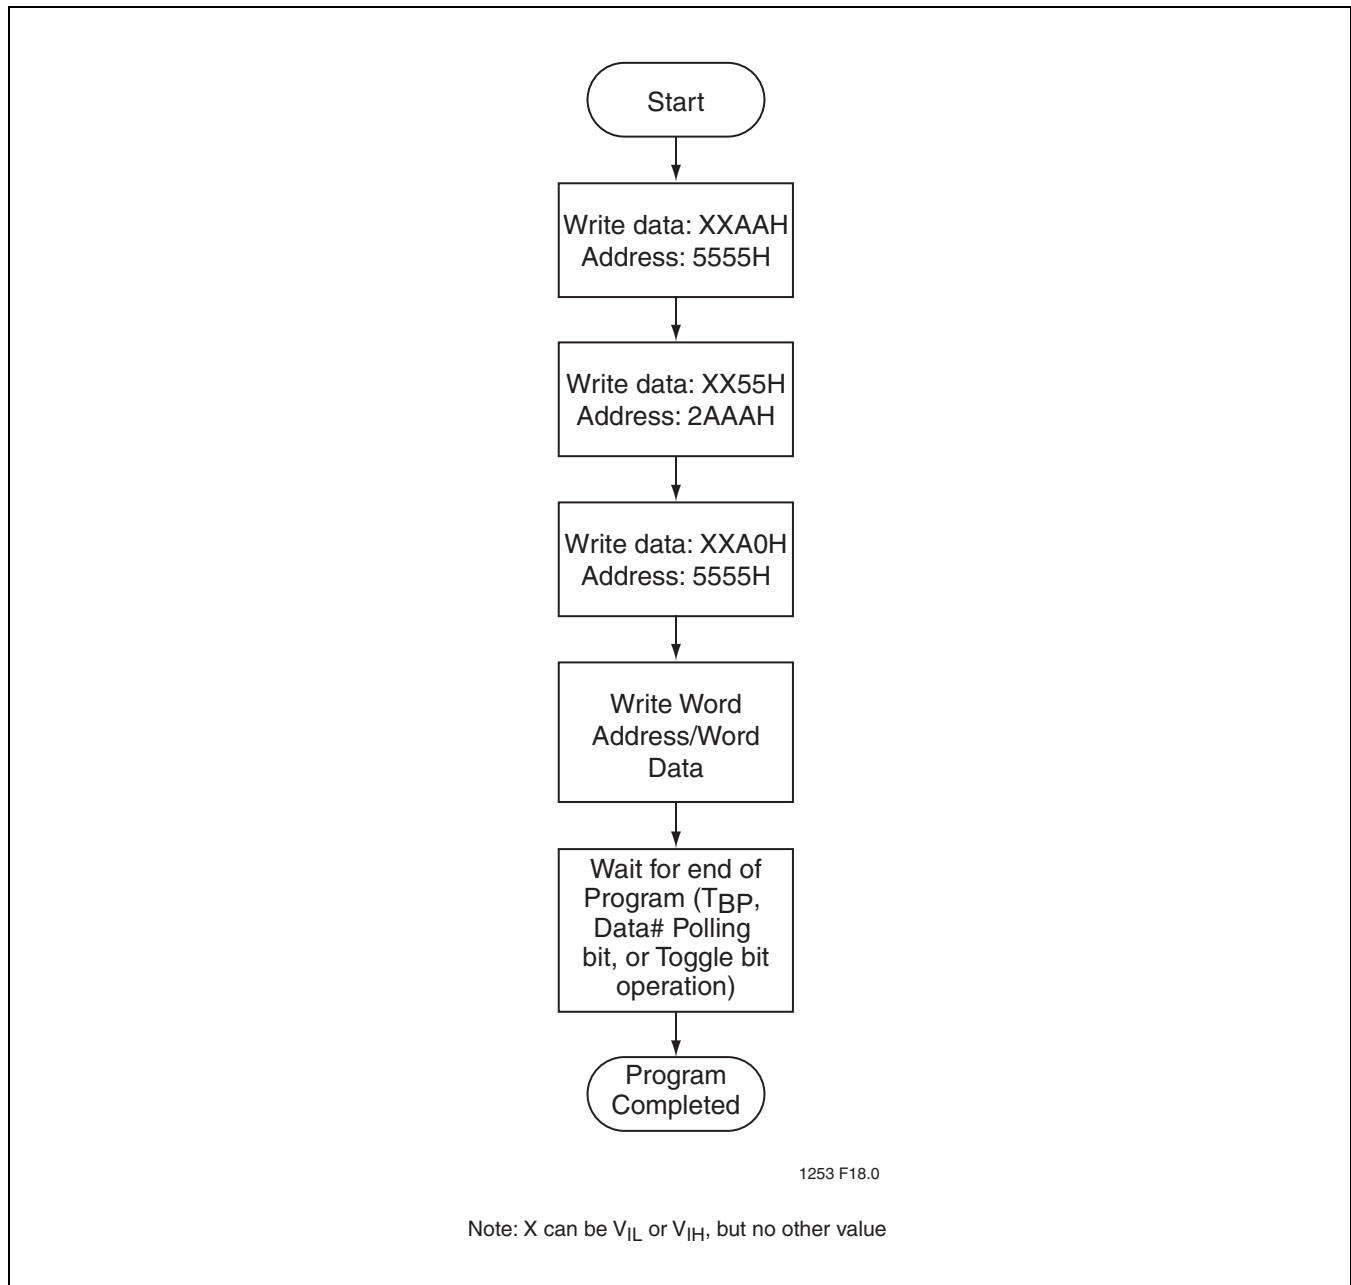 Start
Write data: XXAAH
Address: 5555H
Write data: XX55H
Address: 2AAAH
Write data: XXA0H
Address: 5555H
Write Word
Address/Word
Data
Wait for end of
Program (TBP,
Data# Polling
bit, or Toggle bit
operation)
Program
Completed
1253 F18.0
Note: X can be VIL or VIH, but no other value